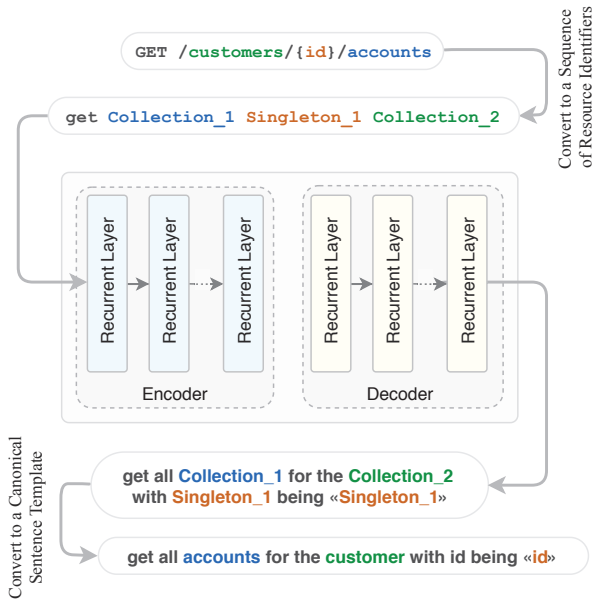 GET /customers/{id}/accounts
Convert to a Sequence
of Resource Identifiers
get Collection_1 Singleton_1 Collection_2
Recurrent Layer
Recurrent Layer
Recurrent Layer
Encoder
Recurrent Layer
Recurrent Layer
Recurrent Layer
Decoder
get all Collection_1 for the Collection_2
with Singleton_1 being «Singleton_1»
Convert to a Canonical
Sentence Template
get all accounts for the customer with id being «id»